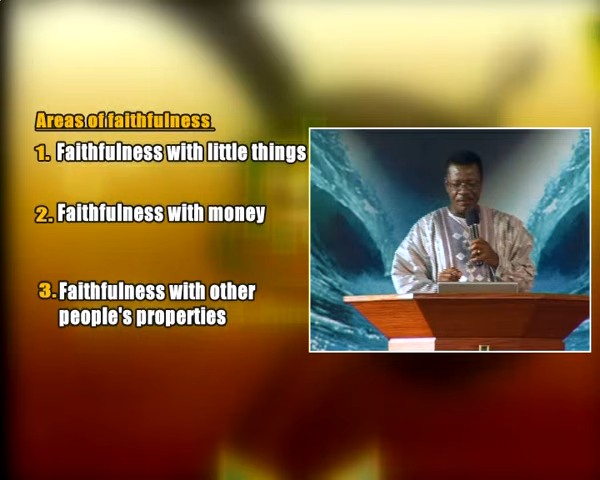 Areas of faithfulness
1. Faithfulness with little things
2. Faithfulness with money
3. Faithfulness with other
people's properties